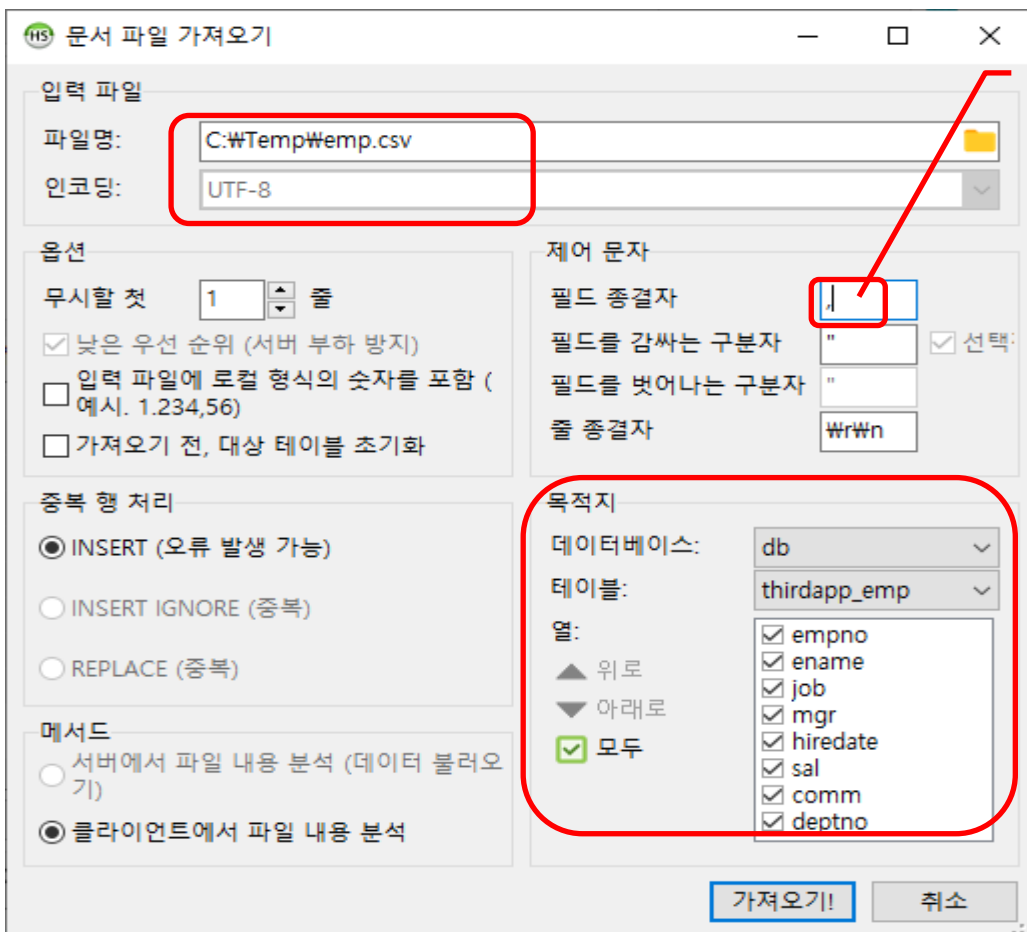 HS 문서 파일 가져오기
입력 파일
파일명: C:₩Temp₩emp.csv
인코딩: UTF-8
옵션
무시할 첫 1 줄
낮은 우선 순위 (서버 부하 방지)
입력 파일에 로컬 형식의 숫자를 포함 (
예시. 1.234,56)
가져오기 전, 대상 테이블 초기화
제어 문자
필드 종결자 ,
필드를 감싸는 구분자 " 선택
필드를 벗어나는 구분자 "
줄 종결자 ₩r₩n
중복 행 처리
INSERT (오류 발생 가능)
INSERT IGNORE (중복)
REPLACE (중복)
메서드
서버에서 파일 내용 분석 (데이터 불러오
기)
클라이언트에서 파일 내용 분석
목적지
데이터베이스: db
테이블: thirdapp_emp
열:
위로
아래로
모두
empno
ename
job
mgr
hiredate
sal
comm
deptno
가져오기! 취소